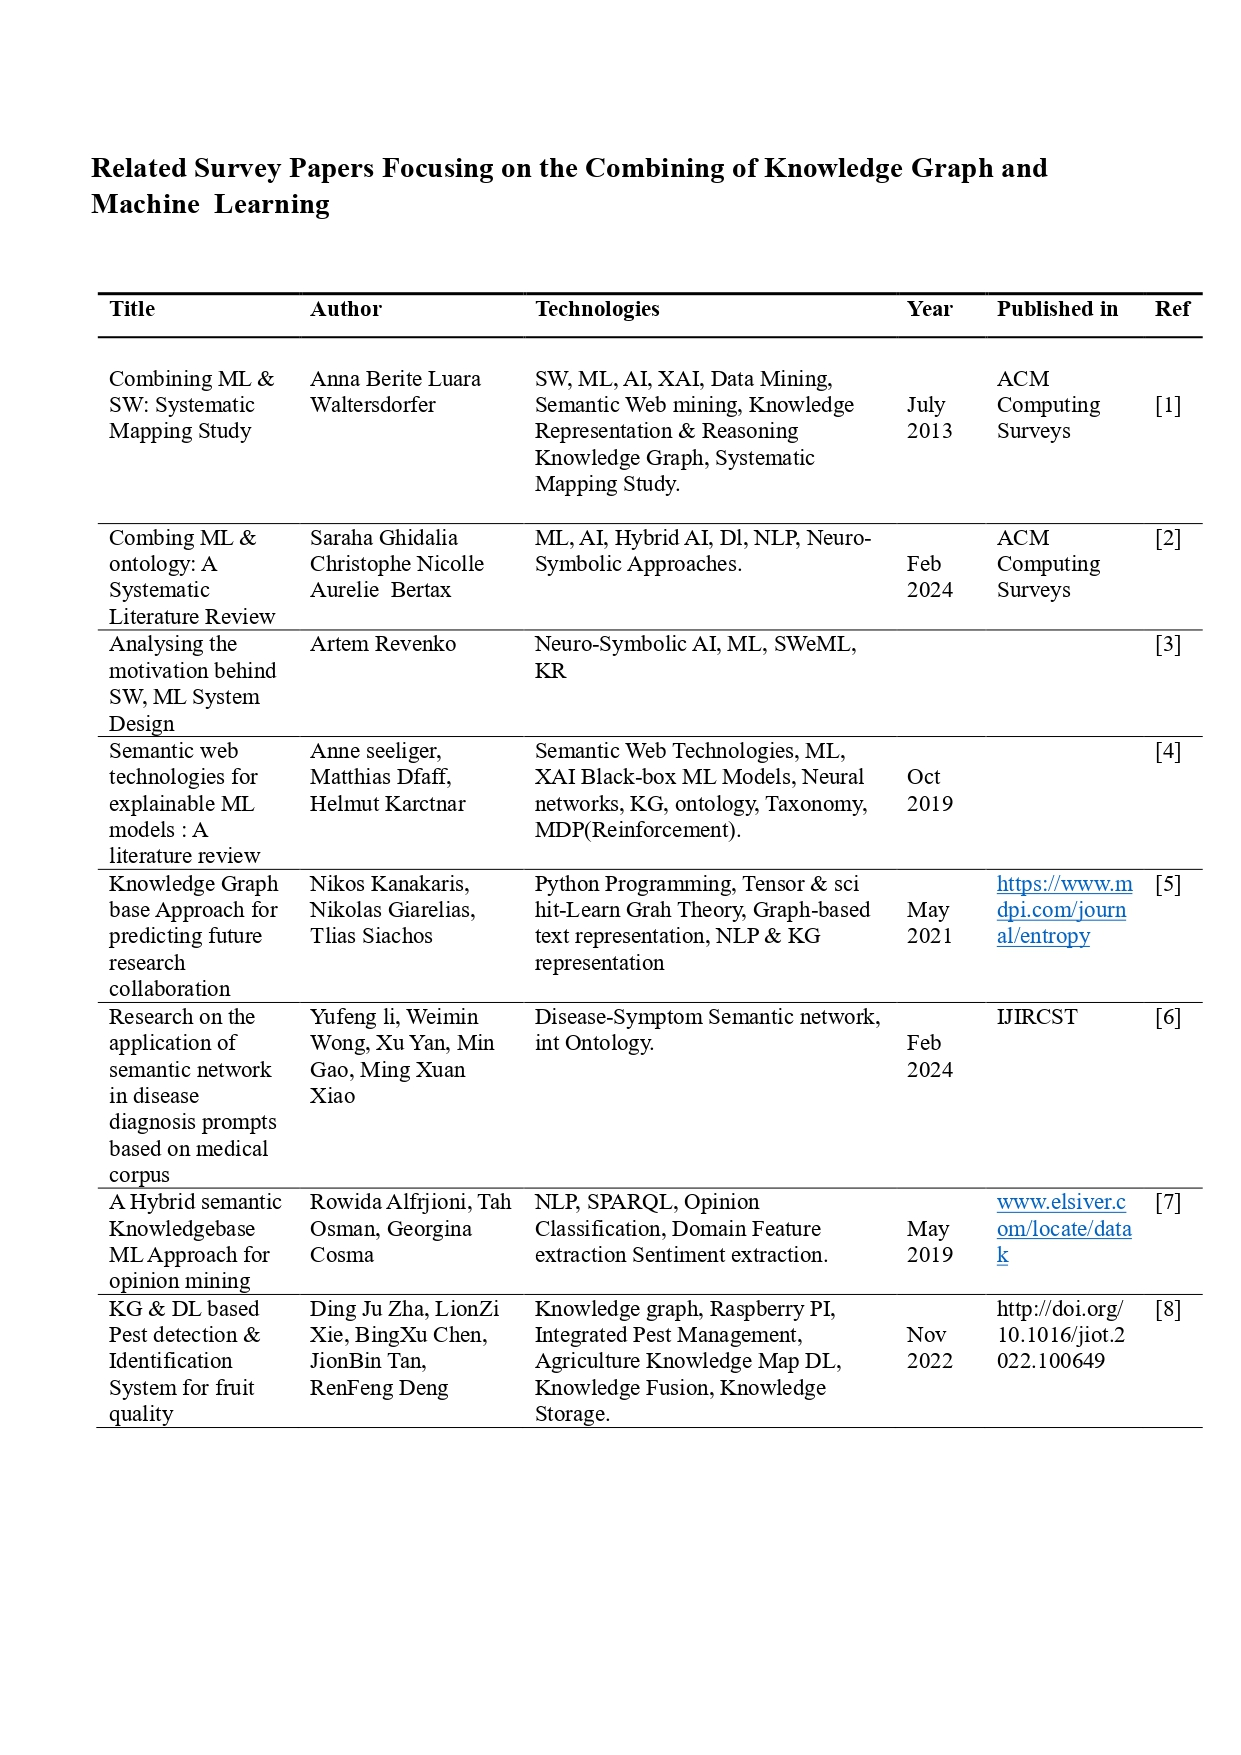 Related Survey Papers Focusing on the Combining of Knowledge Graph and
Machine Learning
Title Author Technologies Year Published in Ref
Combining ML &
SW: Systematic
Mapping Study
Anna Berite Luara
Waltersdorfer
SW, ML, AI, XAI, Data Mining,
Semantic Web mining, Knowledge
Representation & Reasoning
Knowledge Graph, Systematic
Mapping Study.
July
2013
ACM
Computing
Surveys
[1]
Combing ML &
ontology: A
Systematic
Literature Review
Saraha Ghidalia
Christophe Nicolle
Aurelie Bertax
ML, AI, Hybrid AI, Dl, NLP, Neuro-
Symbolic Approaches.
Feb
2024
ACM
Computing
Surveys
[2]
Analysing the
motivation behind
SW, ML System
Design
Artem Revenko
Neuro-Symbolic AI, ML, SWeML,
KR
[3]
Semantic web
technologies for
explainable ML
models : A
literature review
Anne seeliger,
Matthias Dfaff,
Helmut Karctnar
Semantic Web Technologies, ML,
XAI Black-box ML Models, Neural
networks, KG, ontology, Taxonomy,
MDP(Reinforcement).
Oct
2019
[4]
Knowledge Graph
base Approach for
predicting future
research
collaboration
Nikos Kanakaris,
Nikolas Giarelias,
Tlias Siachos
Python Programming, Tensor & sci
hit-Learn Grah Theory, Graph-based
text representation, NLP & KG
representation
May
2021
https://www.m
dpi.com/journ
al/entropy
[5]
Research on the
application of
semantic network
in disease
diagnosis prompts
based on medical
corpus
Yufeng li, Weimin
Wong, Xu Yan, Min
Gao, Ming Xuan
Xiao
Disease-Symptom Semantic network,
int Ontology.
Feb
2024
IJIRCST
[6]
A Hybrid semantic
Knowledgebase
ML Approach for
opinion mining
Rowida Alfrjioni, Tah
Osman, Georgina
Cosma
NLP, SPARQL, Opinion
Classification, Domain Feature
extraction Sentiment extraction.
May
2019
www.elsiver.c
om/locate/data
k
[7]
KG & DL based
Pest detection &
Identification
System for fruit
quality
Ding Ju Zha, LionZi
Xie, BingXu Chen,
JionBin Tan,
RenFeng Deng
Knowledge graph, Raspberry PI,
Integrated Pest Management,
Agriculture Knowledge Map DL,
Knowledge Fusion, Knowledge
Storage.
Nov
2022
http://doi.org/
10.1016/jiot.2
022.100649
[8]